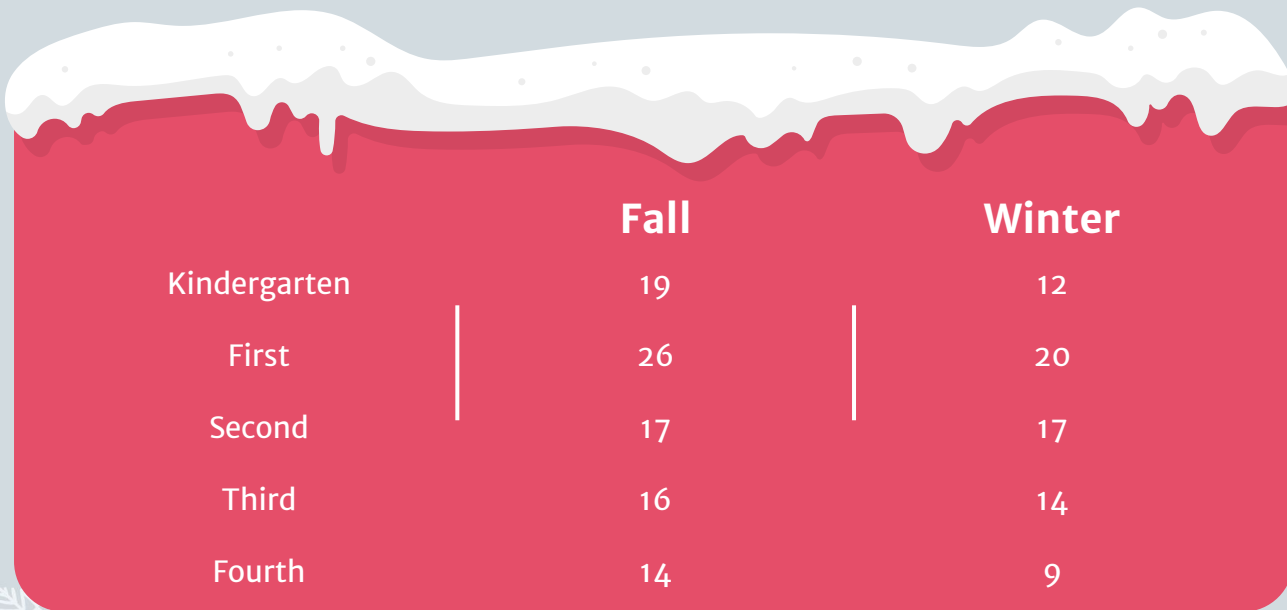 Fall Winter
Kindergarten 19 12
First 26 20
Second 17 17
Third 16 14
Fourth 14 9